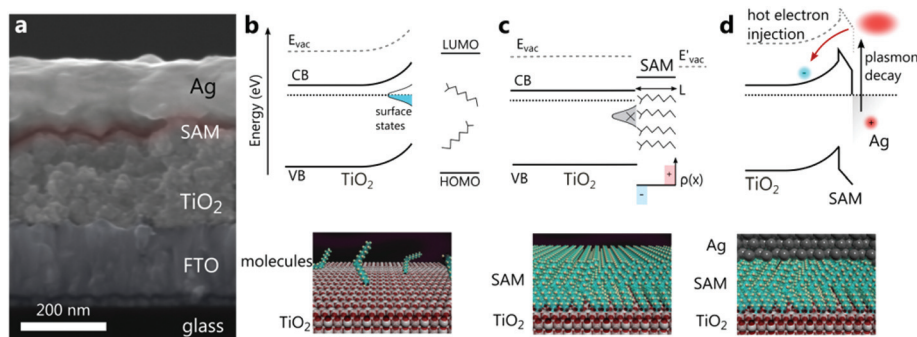 a
Ag
SAM
TiO₂
FTO
200 nm
glass
b
Energy (eV)
Evac
CB
surface
states
VB
TiO₂
LUMO
HOMO
molecules
TiO₂
c
Evac
CB
SAM
E'vac
L
VB
TiO₂
+
-
ρ(x)
SAM
TiO₂
d
hot electron
injection
plasmon
decay
-
+
Ag
TiO₂
SAM
Ag
SAM
TiO₂